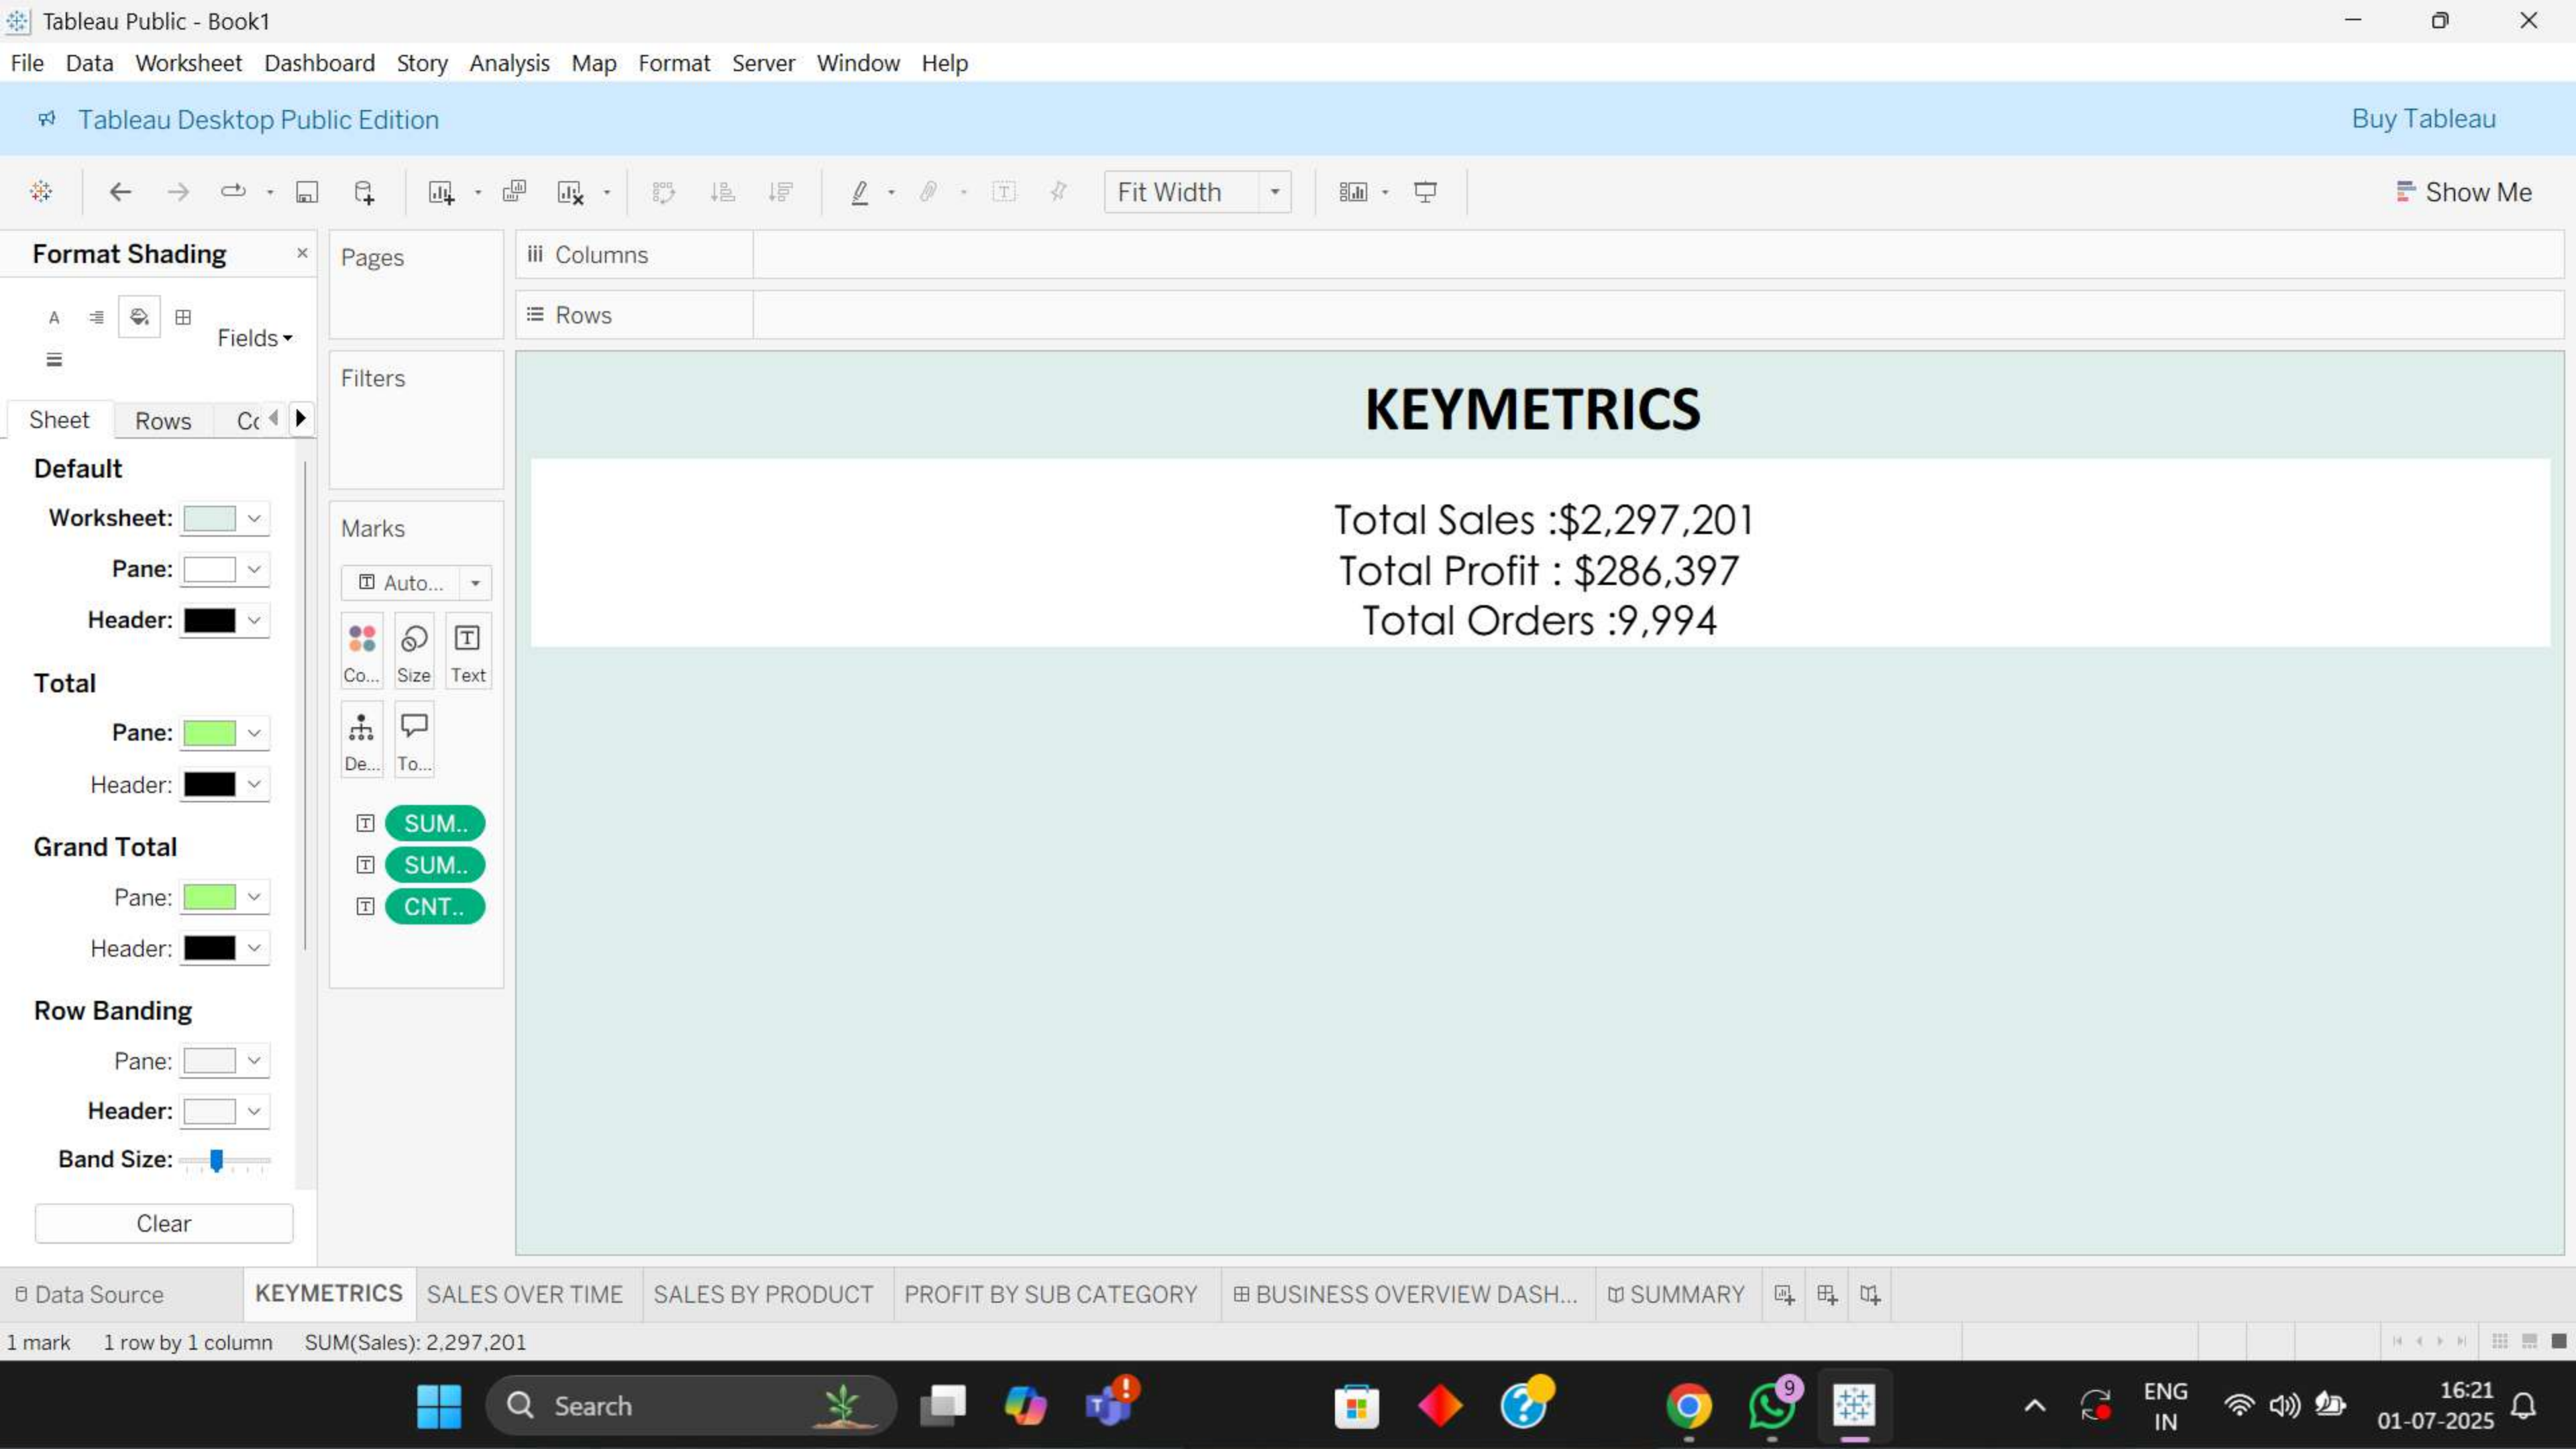 Tableau Public - Book1
File Data Worksheet Dashboard Story Analysis Map Format Server Window Help
Tableau Desktop Public Edition
Buy Tableau
Fit Width
Show Me
Format Shading
Fields
Sheet Rows Co
Default
Worksheet:
Pane:
Header:
Total
Pane:
Header:
Grand Total
Pane:
Header:
Row Banding
Pane:
Header:
Band Size:
Clear
Pages
Filters
Marks
Auto...
Co... Size Text
De... To...
SUM..
SUM..
CNT..
Columns
Rows
KEYMETRICS
Total Sales :$2,297,201
Total Profit : $286,397
Total Orders :9,994
Data Source KEYMETRICS SALES OVER TIME SALES BY PRODUCT PROFIT BY SUB CATEGORY BUSINESS OVERVIEW DASH... SUMMARY
1 mark 1 row by 1 column SUM(Sales): 2,297,201
Search
9
ENG
IN
16:21
01-07-2025